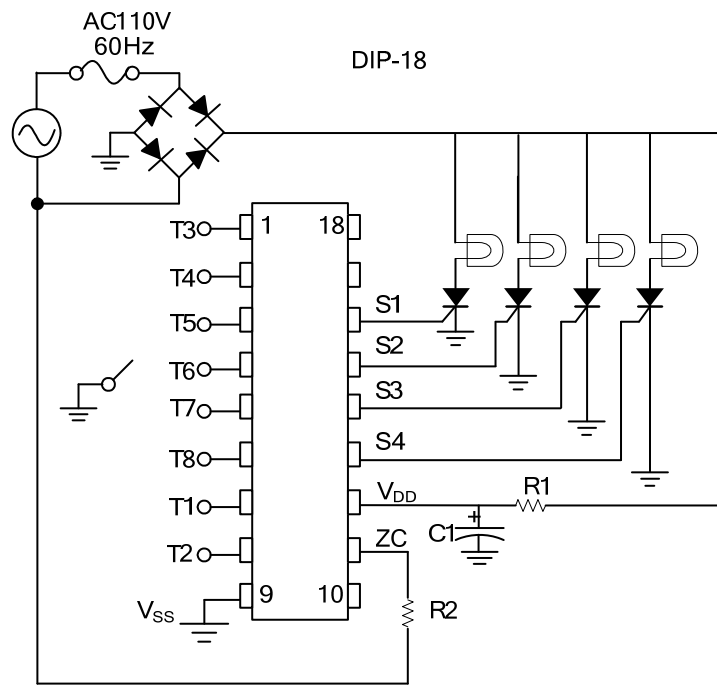 AC110V
60Hz
DIP-18
T3
1
18
T4
T5
S1
T6
S2
T7
S3
T8
S4
T1
VDD
R1
C1
+
T2
ZC
VSS
9
10
R2